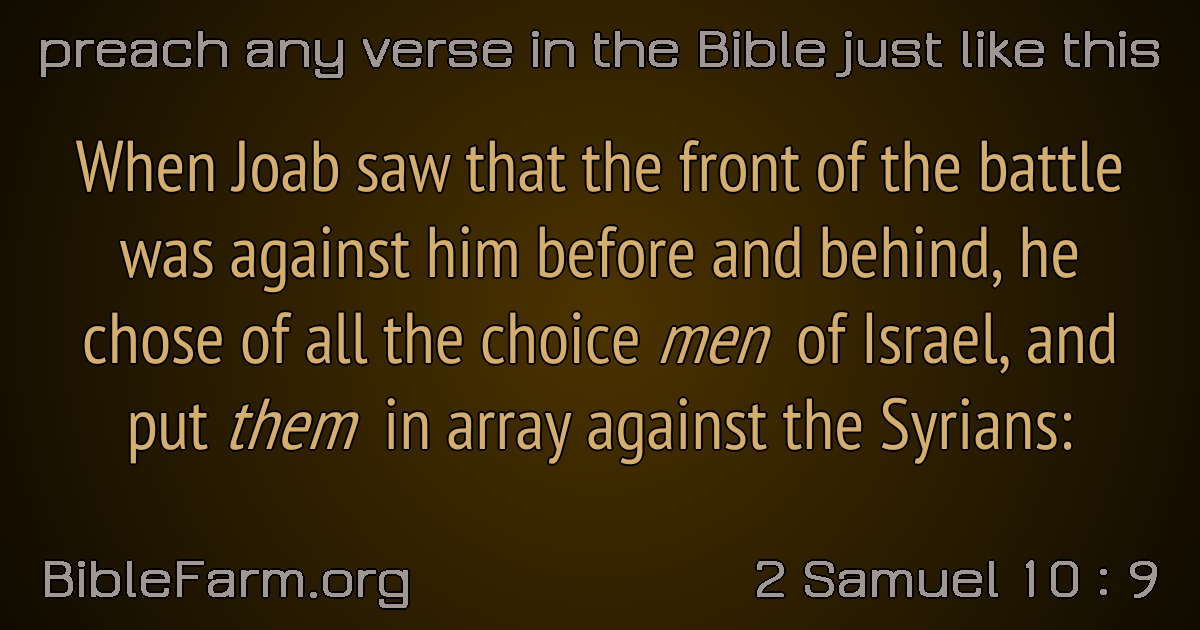 preach any verse in the Bible just like this
When Joab saw that the front of the battle
was against him before and behind, he
chose of all the choice men of Israel, and
put them in array against the Syrians:
BibleFarm.org
2 Samuel 10 : 9